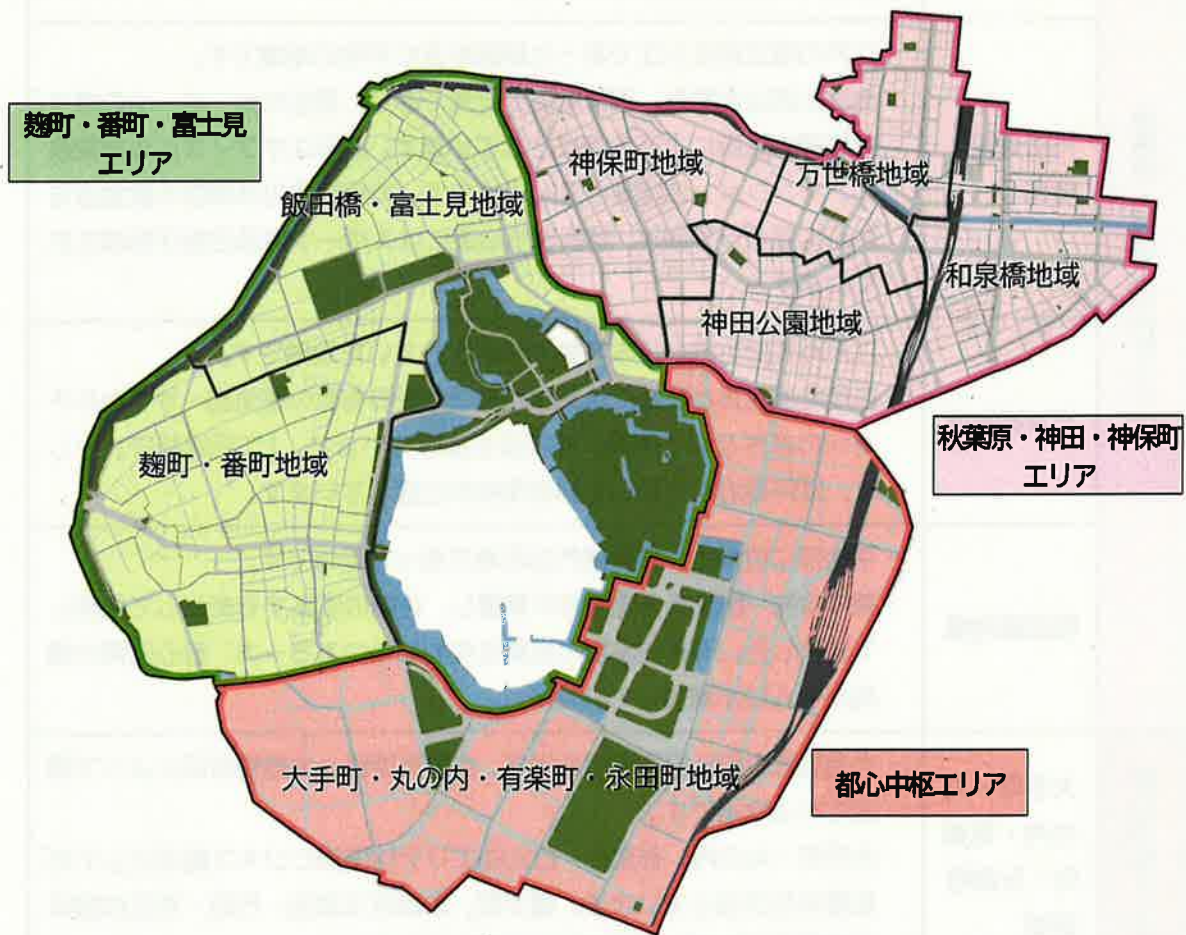 麹町・番町・富士見
エリア
飯田橋・富士見地域
神保町地域
万世橋地域
和泉橋地域
神田公園地域
秋葉原・神田・神保町
エリア
麹町・番町地域
大手町・丸の内・有楽町・永田町地域
都心中枢エリア